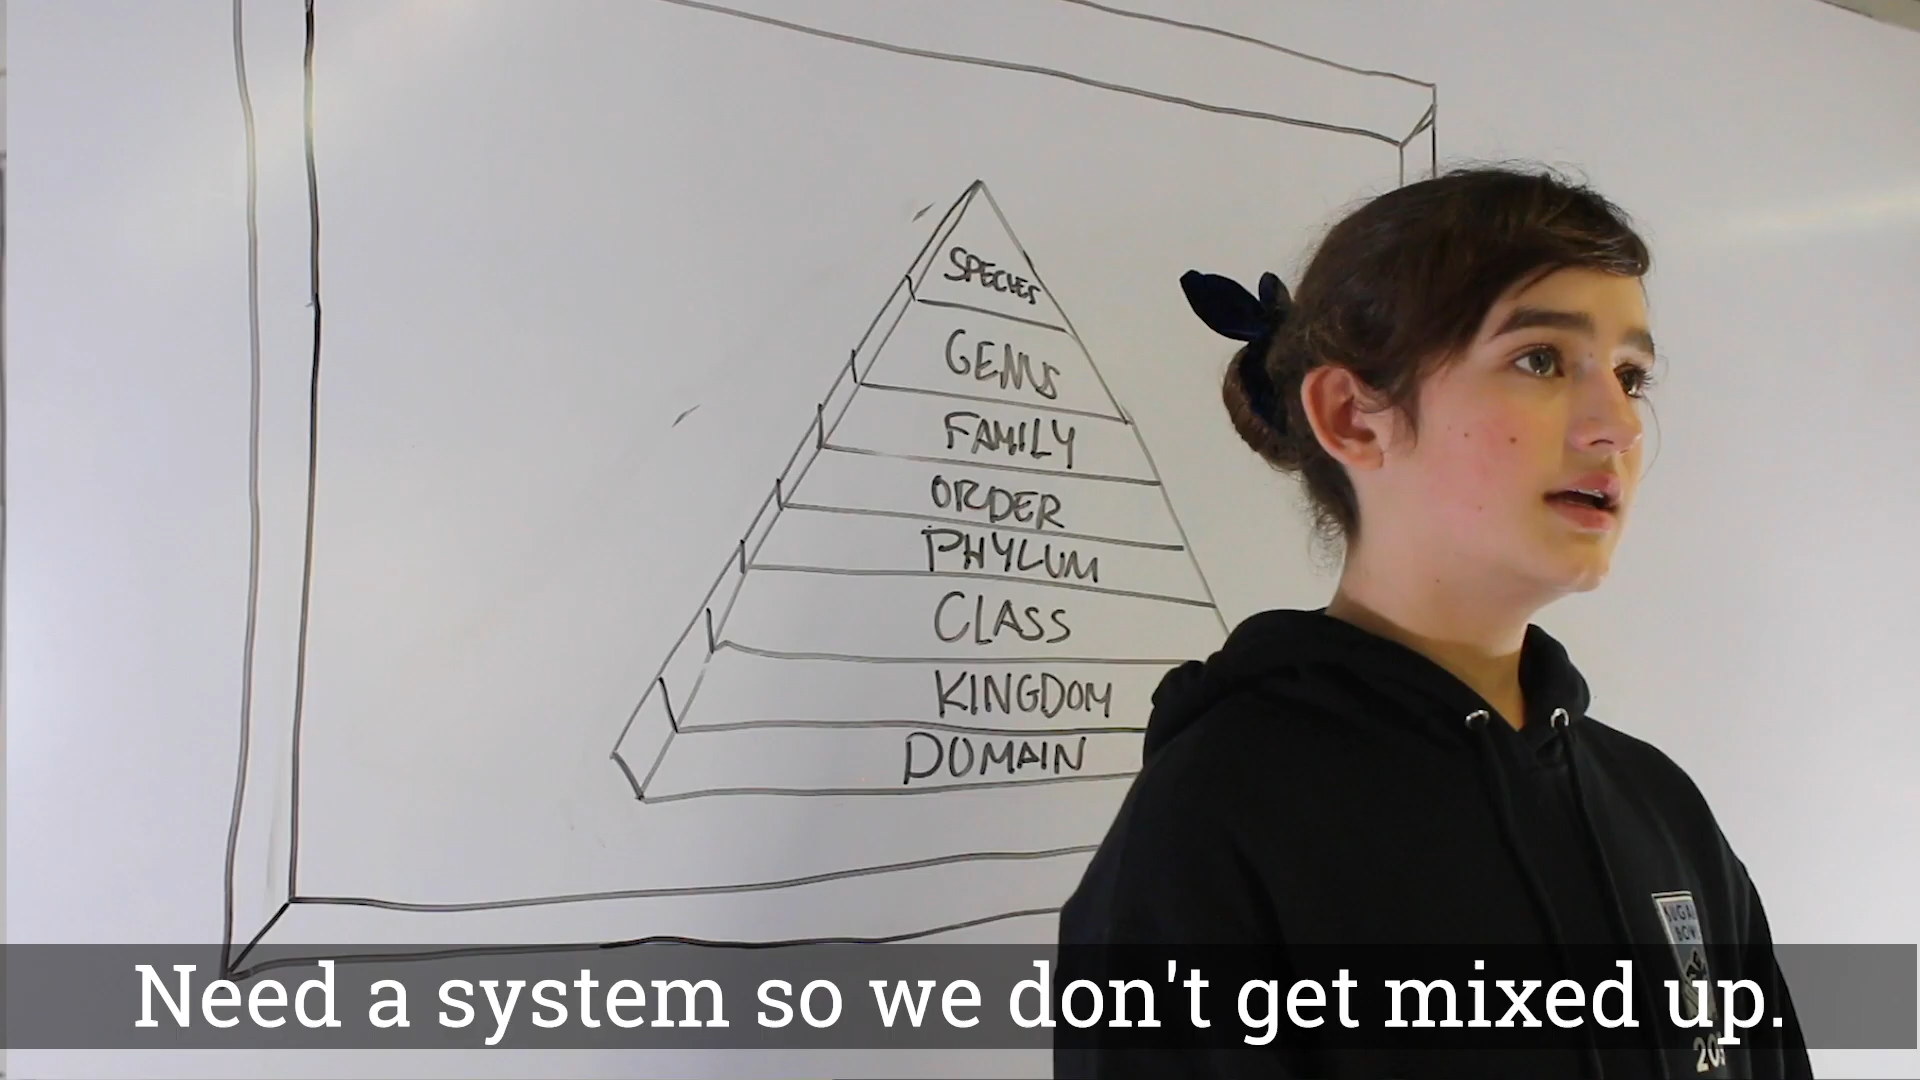 SPECIES
GENUS
FAMILY
ORDER
PHYLUM
CLASS
KINGDOM
DOMAIN
Need a system so we don't get mixed up.